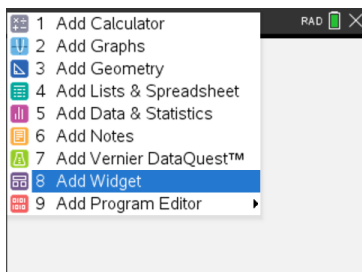 1 Add Calculator
RAD
2 Add Graphs
3 Add Geometry
4 Add Lists & Spreadsheet
5 Add Data & Statistics
6 Add Notes
7 Add Vernier DataQuest™
8 Add Widget
9 Add Program Editor